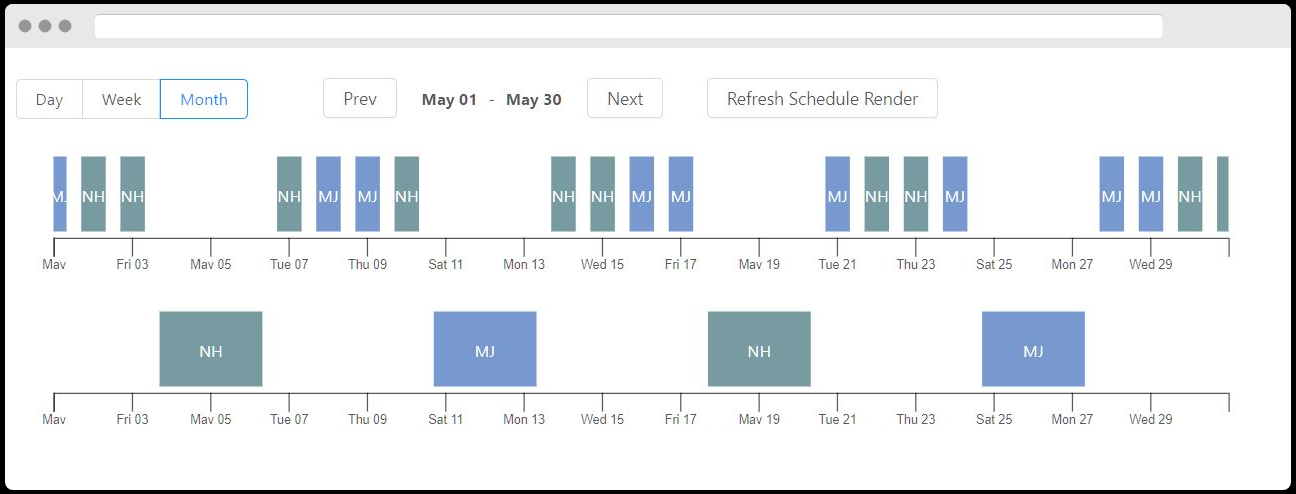 Day Week Month Prev May 01 - May 30 Next Refresh Schedule Render
MJ NH NH NH MJ MJ NH NH NH MJ MJ MJ NH NH MJ MJ MJ NH
May Fri 03 May 05 Tue 07 Thu 09 Sat 11 Mon 13 Wed 15 Fri 17 May 19 Tue 21 Thu 23 Sat 25 Mon 27 Wed 29
NH MJ NH MJ
May Fri 03 May 05 Tue 07 Thu 09 Sat 11 Mon 13 Wed 15 Fri 17 May 19 Tue 21 Thu 23 Sat 25 Mon 27 Wed 29